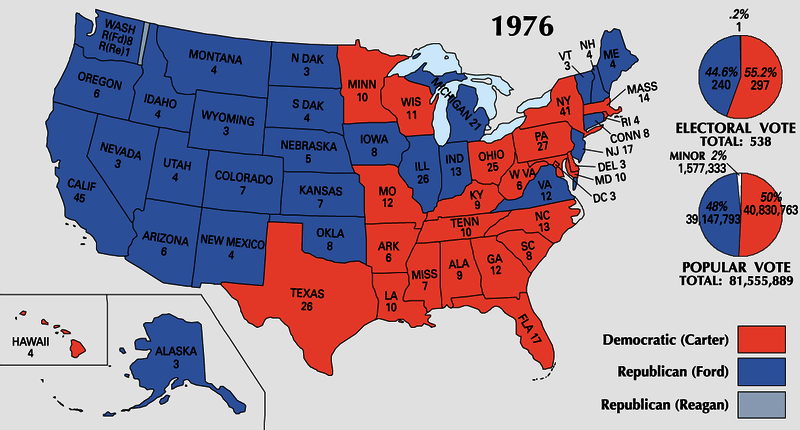 1976
WASH
R(Fd)8
R(Re)1
OREGON
6
CALIF
45
NEVADA
3
IDAHO
4
MONTANA
4
WYOMING
3
UTAH
4
COLORADO
7
ARIZONA
6
NEW MEXICO
4
N DAK
3
S DAK
4
NEBRASKA
5
KANSAS
7
OKLA
8
TEXAS
26
MINN
10
IOWA
8
MO
12
ARK
6
LA
10
WIS
11
ILL
26
MICHIGAN 21
IND
13
OHIO
25
KY
9
TENN
10
MISS
7
ALA
9
GA
12
FLA 17
SC
8
NC
13
VA
12
W VA
6
PA
27
NY
41
VT
3
NH
4
ME
4
MASS
14
RI 4
CONN 8
NJ 17
DEL 3
MD 10
DC 3
HAWAII
4
ALASKA
3
.2%
1
44.6%
240
55.2%
297
ELECTORAL VOTE
TOTAL: 538
MINOR 2%
1,577,333
48%
39,147,793
50%
40,830,763
POPULAR VOTE
TOTAL: 81,555,889
Democratic (Carter)
Republican (Ford)
Republican (Reagan)